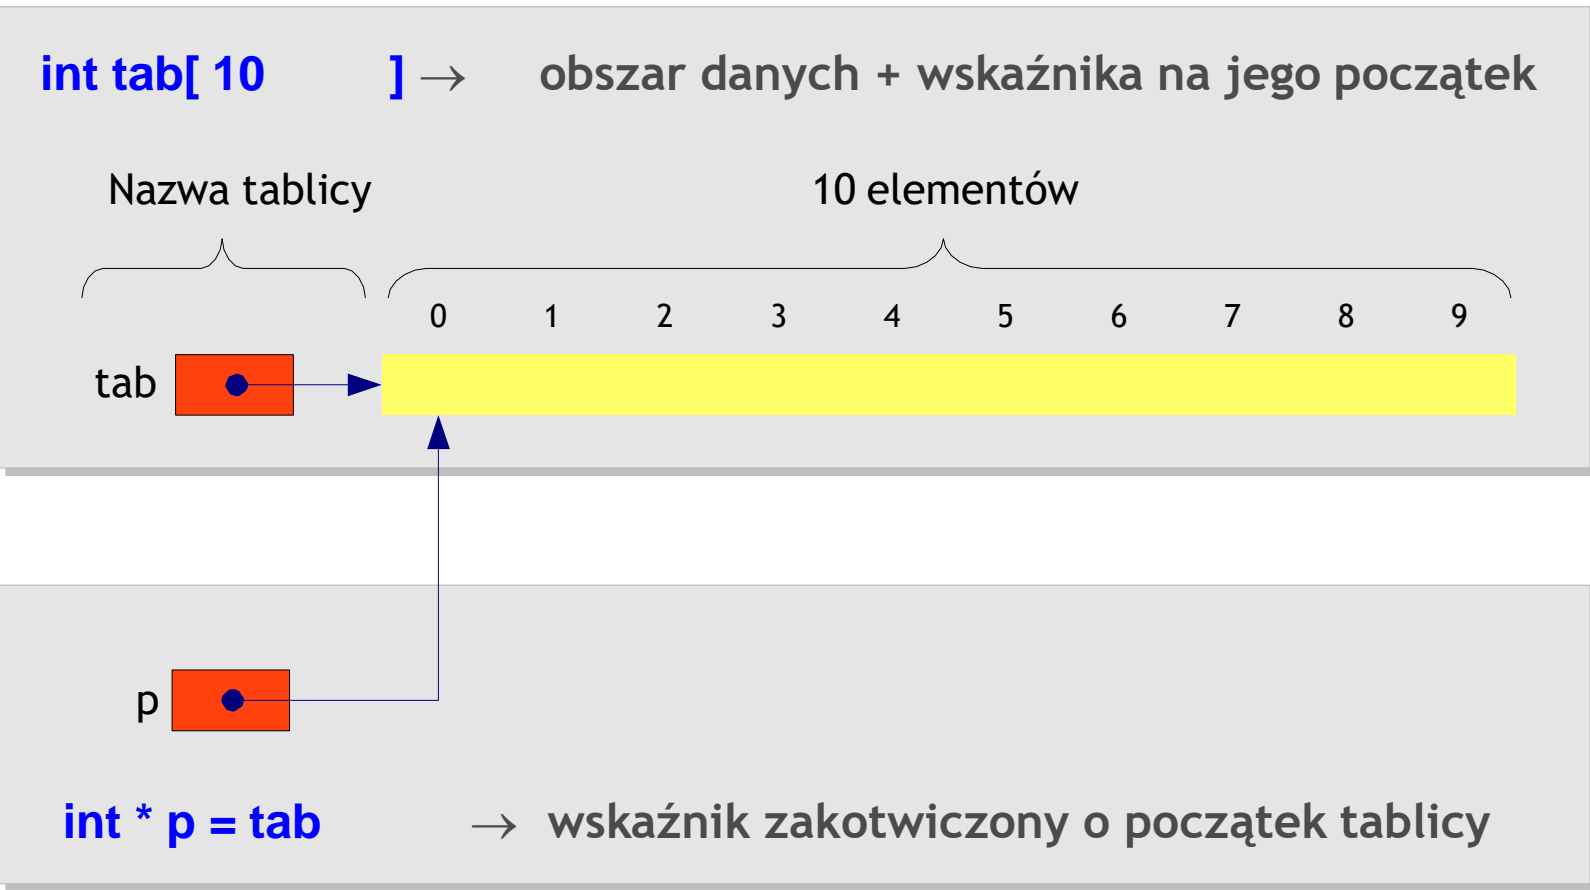 int tab[ 10 ] → obszar danych + wskaźnika na jego początek
Nazwa tablicy 10 elementów
0 1 2 3 4 5 6 7 8 9
tab
p
int * p = tab → wskaźnik zakotwiczony o początek tablicy